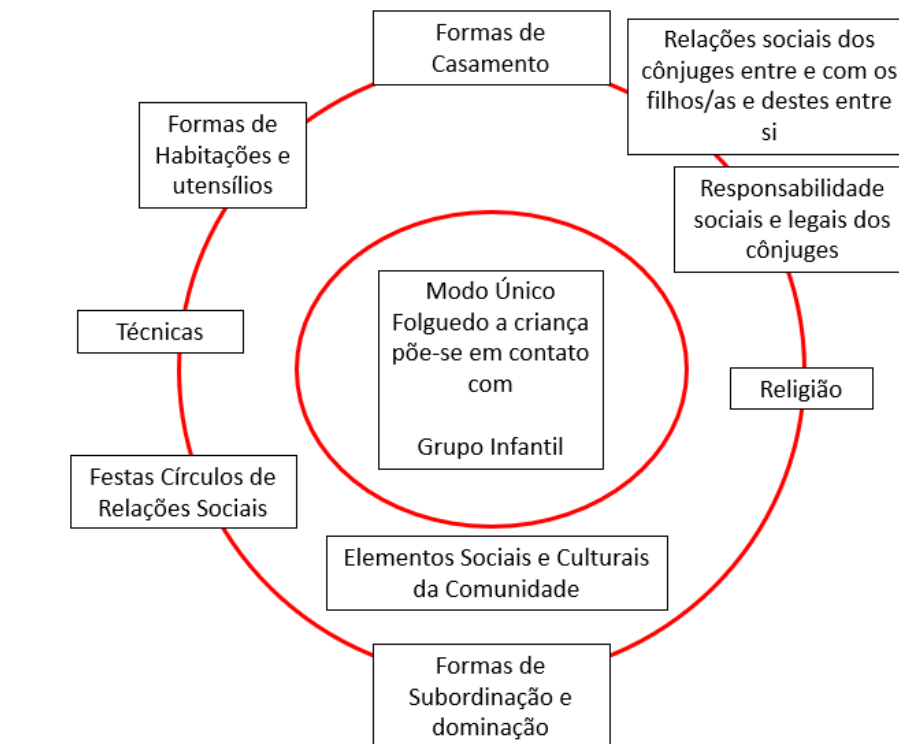 Formas de
Casamento
Relações sociais dos
cônjuges entre e com os
filhos/as e destes entre
si
Formas de
Habitações e
utensílios
Responsabilidade
sociais e legais dos
cônjuges
Modo Único
Folguedo a criança
põe-se em contato
com
Grupo Infantil
Técnicas
Religião
Festas Círculos de
Relações Sociais
Elementos Sociais e Culturais
da Comunidade
Formas de
Subordinação e
dominação